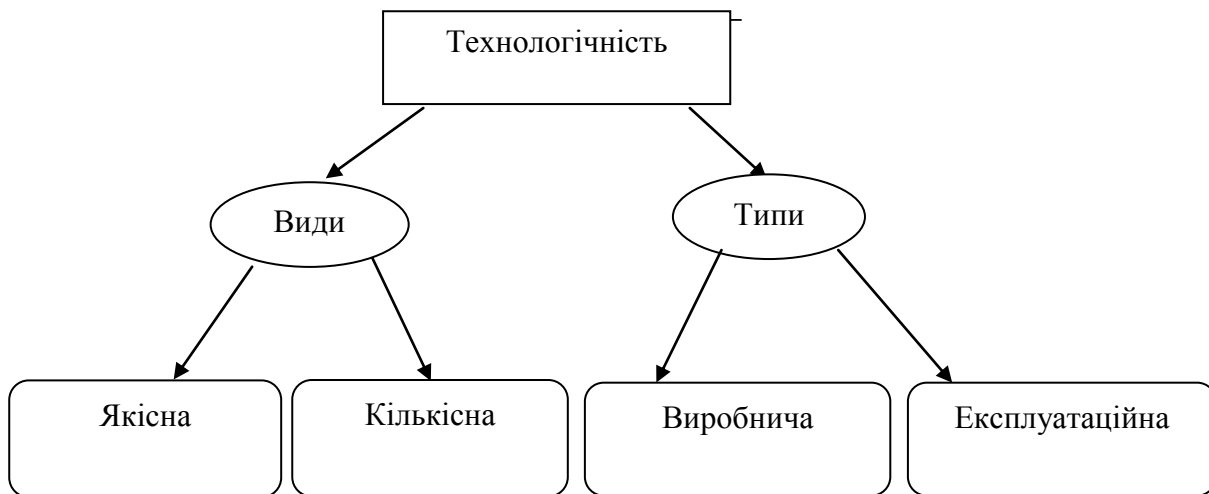 Технологічність
Види
Типи
Якісна
Кількісна
Виробнича
Експлуатаційна